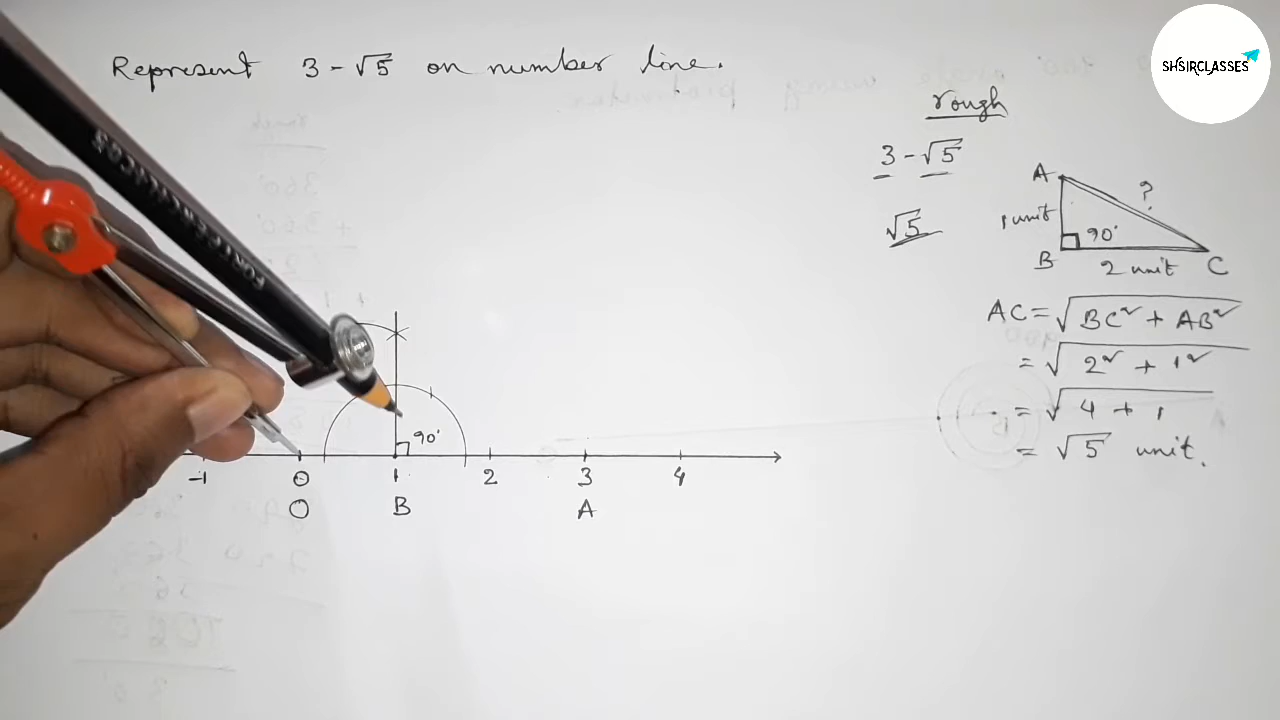 Represent 3 - √5 on number line.
SHSIRCLASSES
rough
3 - √5
√5
A
?
1 unit
90°
B
2 unit
C
AC = √BC² + AB²
= √2² + 1²
= √4 + 1
= √5 unit.
90°
-1 0 1 2 3 4
O B A